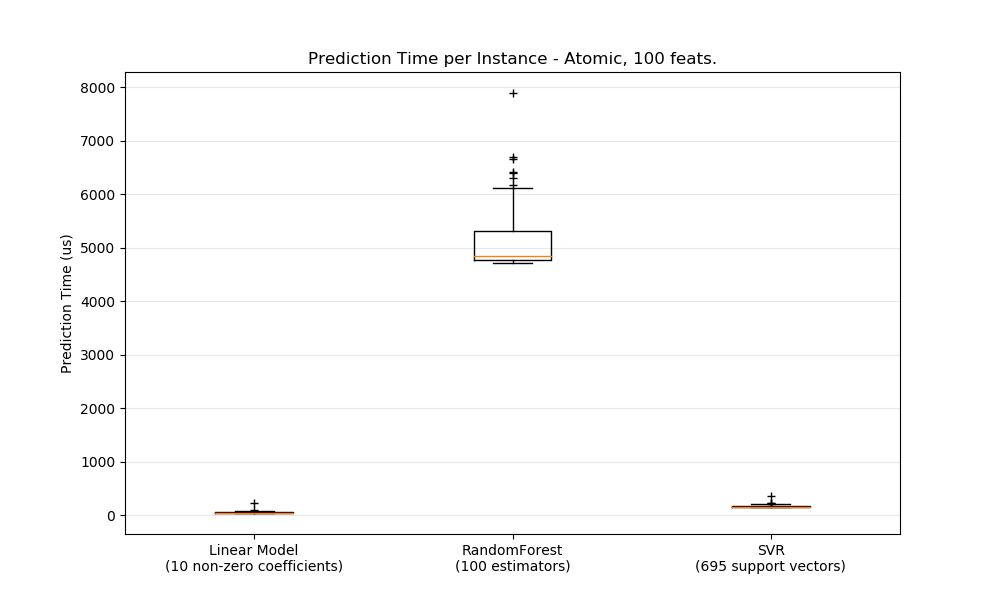 Prediction Time per Instance - Atomic, 100 feats.
Prediction Time (us)
8000
7000
6000
5000
4000
3000
2000
1000
0
Linear Model
(10 non-zero coefficients)
RandomForest
(100 estimators)
SVR
(695 support vectors)